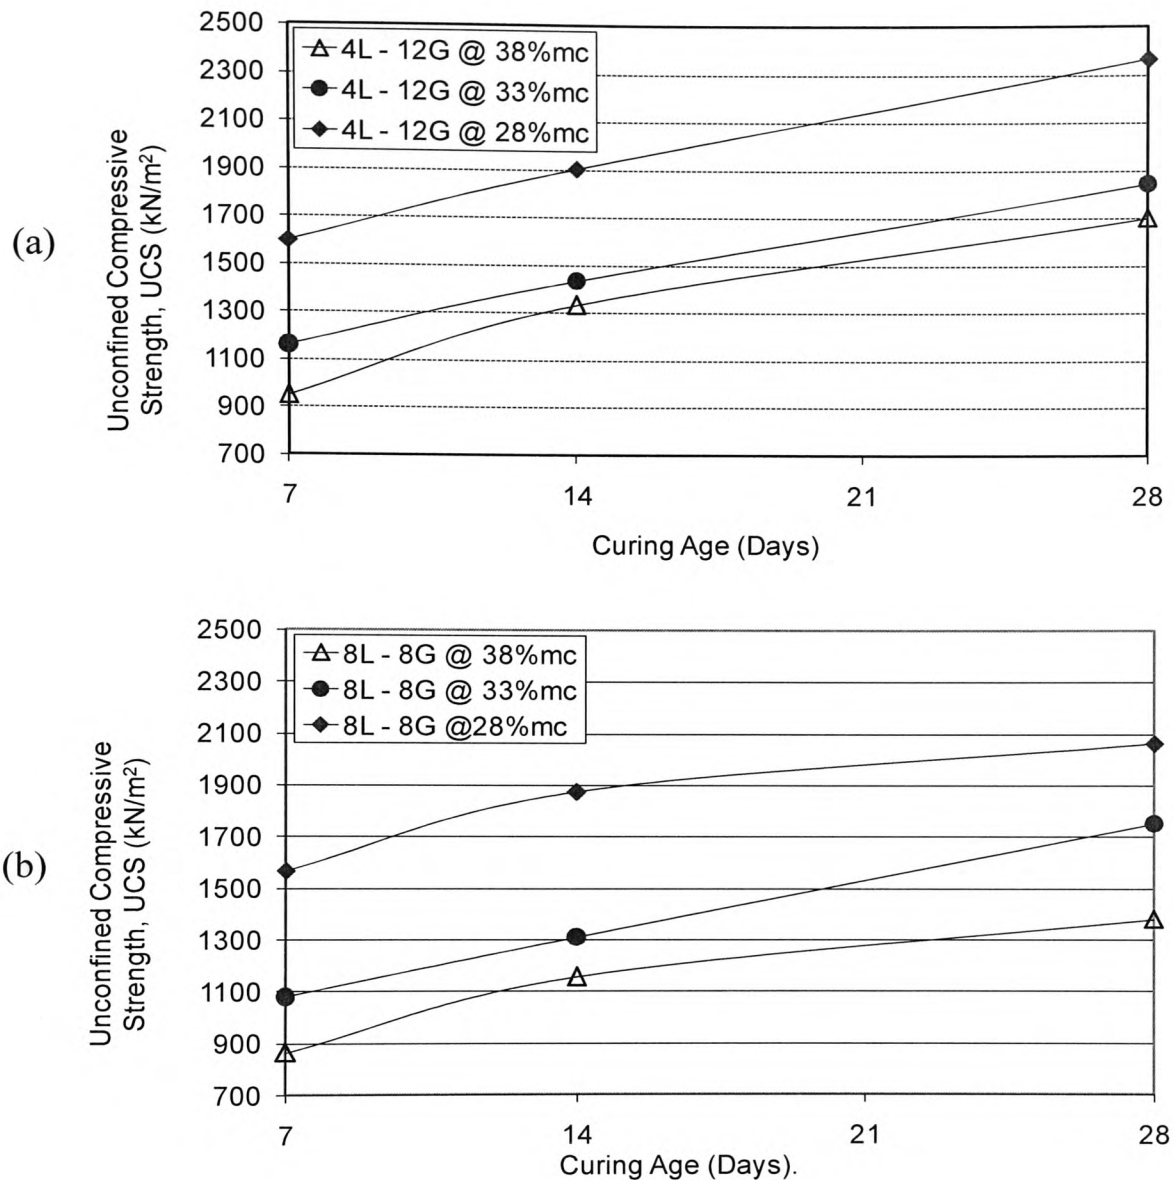 (a)
Unconfined Compressive
Strength, UCS (kN/m²)
2500
2300
2100
1900
1700
1500
1300
1100
900
700
4L - 12G @ 38%mc
4L - 12G @ 33%mc
4L - 12G @ 28%mc
7 14 21 28
Curing Age (Days)
(b)
Unconfined Compressive
Strength, UCS (kN/m²)
2500
2300
2100
1900
1700
1500
1300
1100
900
700
8L - 8G @ 38%mc
8L - 8G @ 33%mc
8L - 8G @28%mc
7 14 21 28
Curing Age (Days).